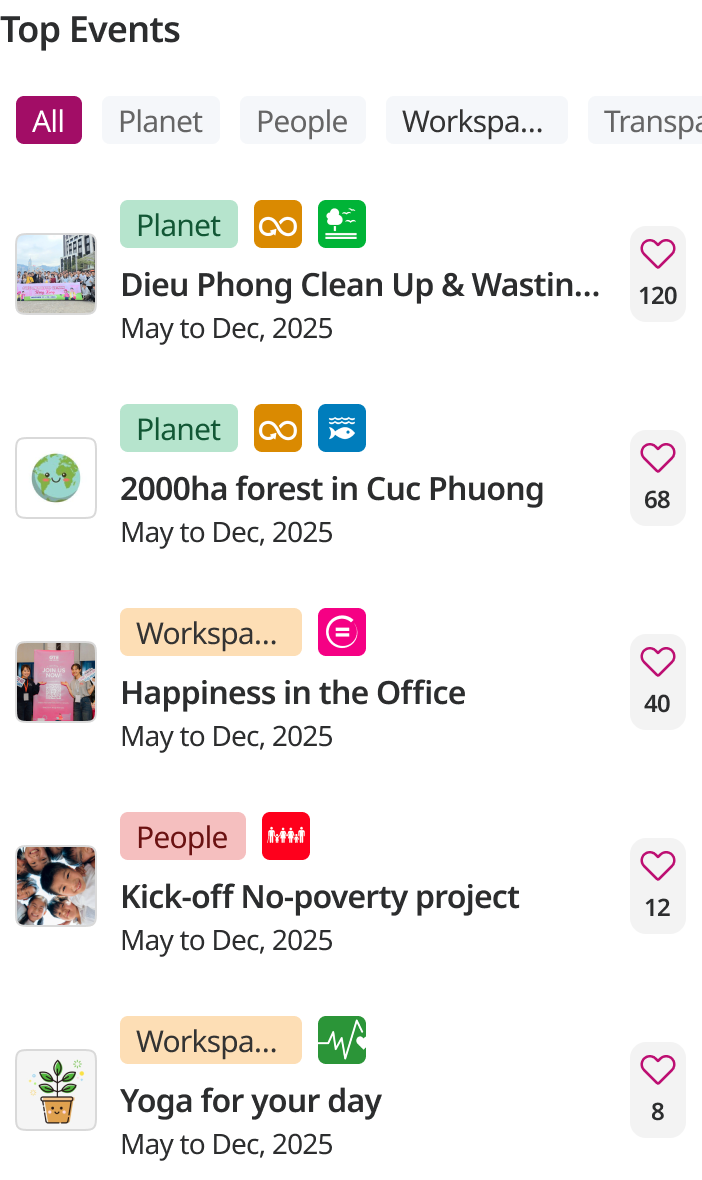 Top Events
All Planet People Workspa... Transpa
Planet
Dieu Phong Clean Up & Wastin...
May to Dec, 2025
120
Planet
2000ha forest in Cuc Phuong
May to Dec, 2025
68
Workspa...
JOIN US
NOW!
Happiness in the Office
May to Dec, 2025
40
People
Kick-off No-poverty project
May to Dec, 2025
12
Workspa...
Yoga for your day
May to Dec, 2025
8